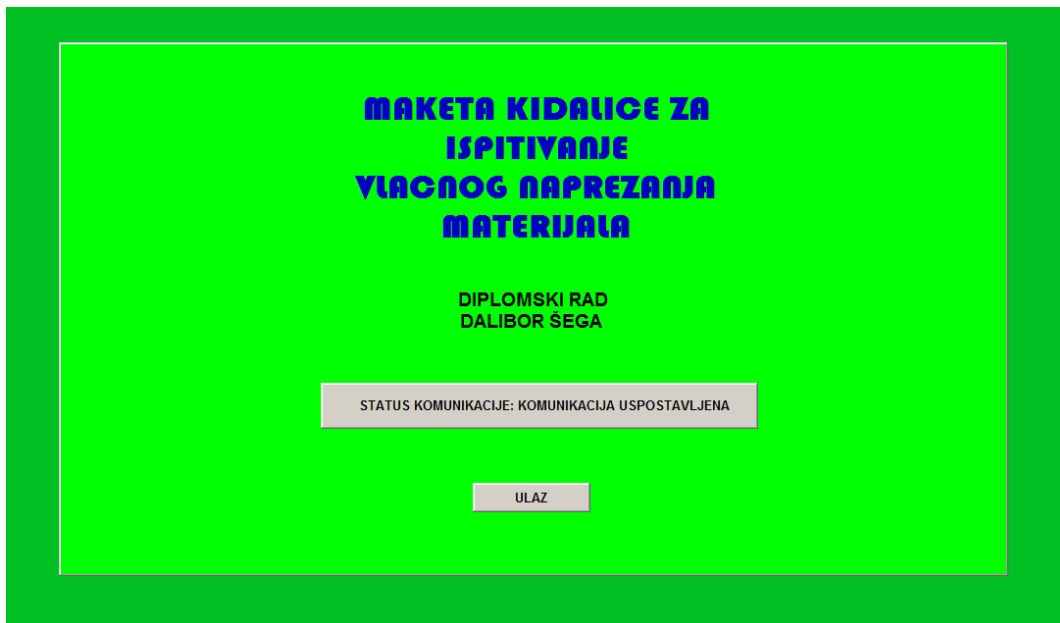 MAKETA KIDALICE ZA
ISPITIVANJE
VLACNOG NAPREZANJA
MATERIJALA
DIPLOMSKI RAD
DALIBOR ŠEGA
STATUS KOMUNIKACIJE: KOMUNIKACIJA USPOSTAVLJENA
ULAZ